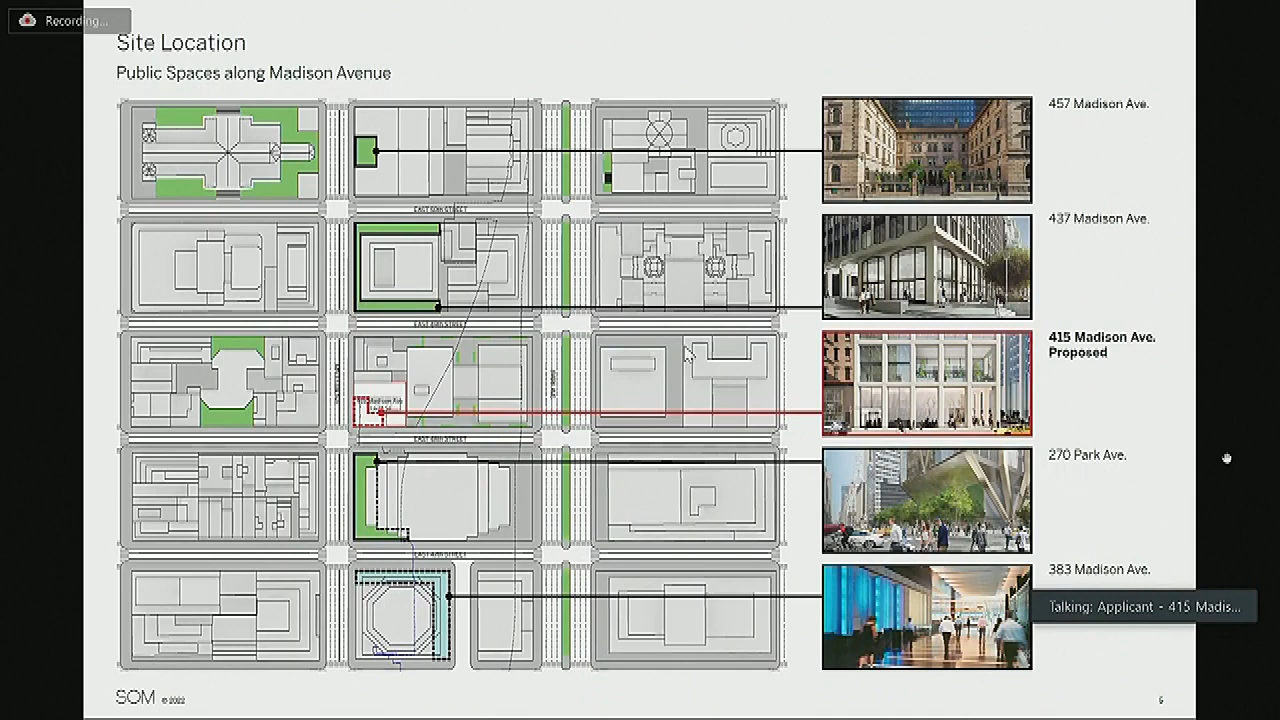 Recording...
Site Location
Public Spaces along Madison Avenue
457 Madison Ave.
EAST 50TH STREET
437 Madison Ave.
EAST 49TH STREET
415 Madison Ave.
Proposed
EAST 48TH STREET
270 Park Ave.
EAST 47TH STREET
383 Madison Ave.
Talking: Applicant - 415 Madis...
SOM © 2022